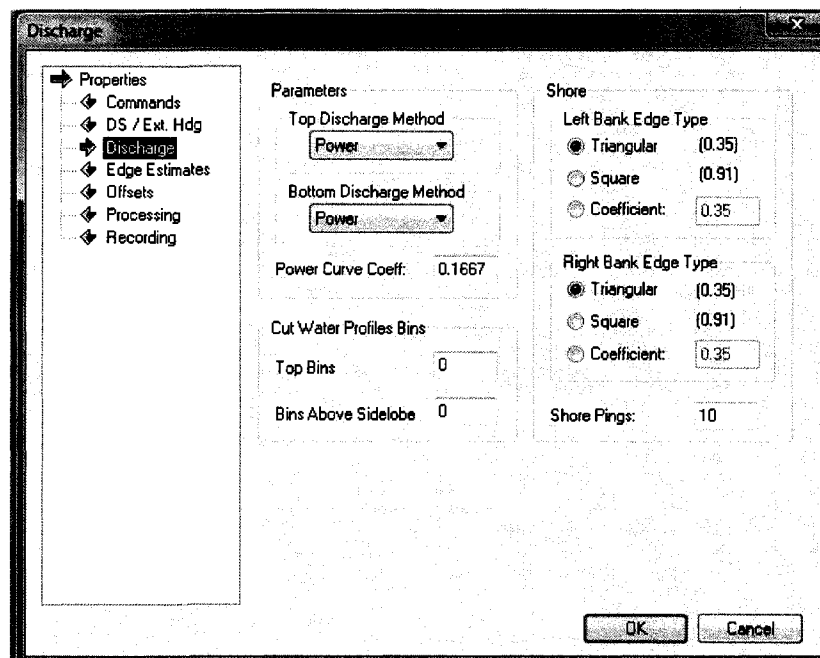 Discharge
Properties
Commands
DS / Ext. Hdg
Discharge
Edge Estimates
Offsets
Processing
Recording
Parameters
Top Discharge Method
Power
Bottom Discharge Method
Power
Power Curve Coeff: 0.1667
Cut Water Profiles Bins
Top Bins 0
Bins Above Sidelobe 0
Shore
Left Bank Edge Type
Triangular (0.35)
Square (0.91)
Coefficient: 0.35
Right Bank Edge Type
Triangular (0.35)
Square (0.91)
Coefficient: 0.35
Shore Pings: 10
OK Cancel